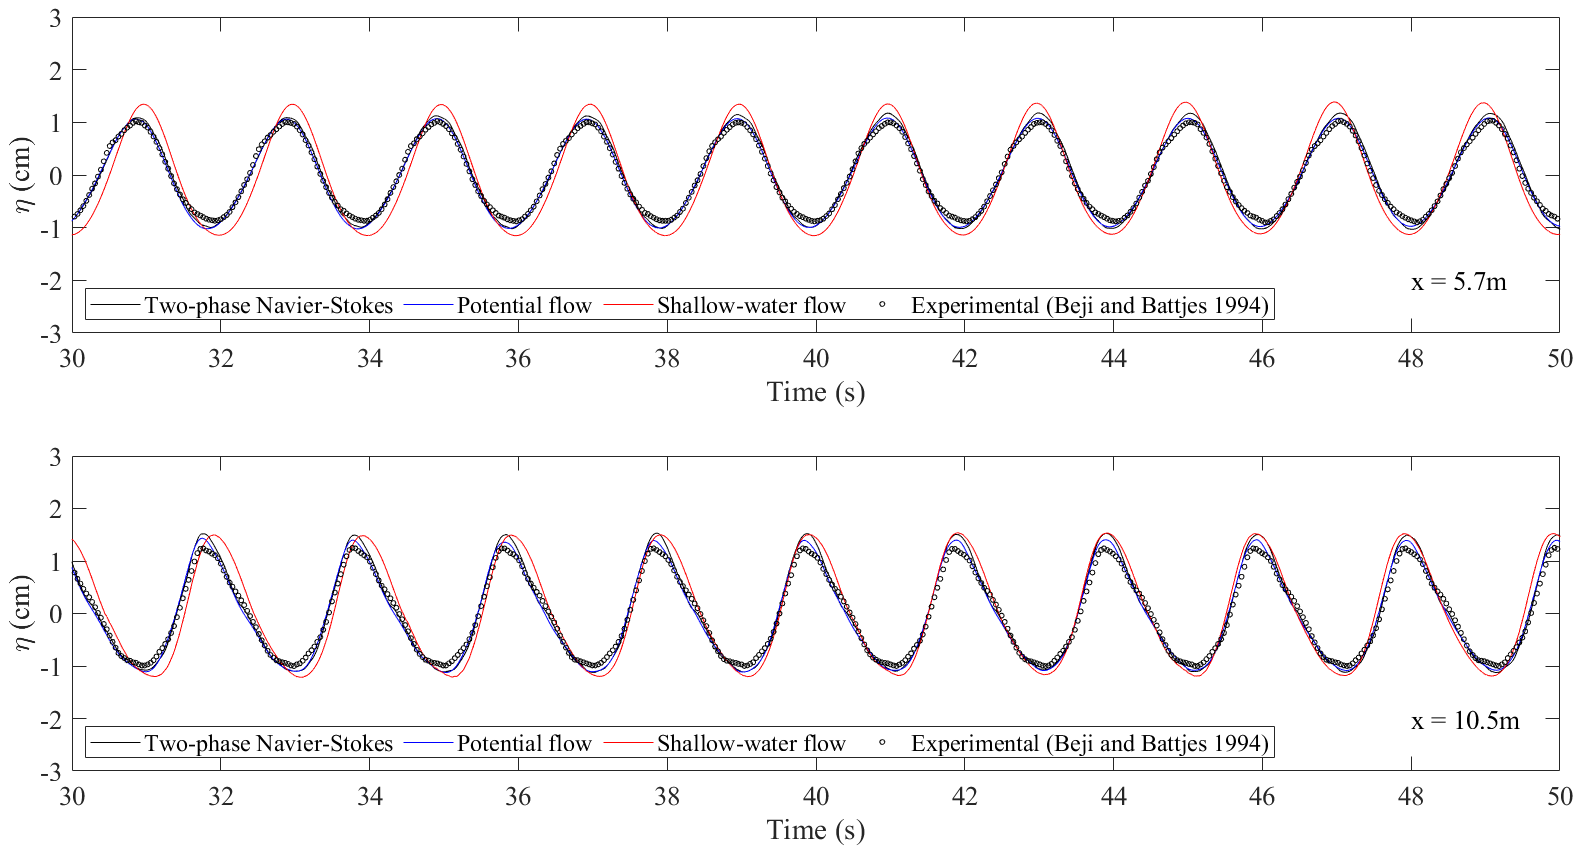 3
2
1
0
-1
-2
-3
η (cm)
x = 5.7m
Two-phase Navier-Stokes Potential flow Shallow-water flow Experimental (Beji and Battjes 1994)
30 32 34 36 38 40 42 44 46 48 50
Time (s)
3
2
1
0
-1
-2
-3
η (cm)
x = 10.5m
Two-phase Navier-Stokes Potential flow Shallow-water flow Experimental (Beji and Battjes 1994)
30 32 34 36 38 40 42 44 46 48 50
Time (s)